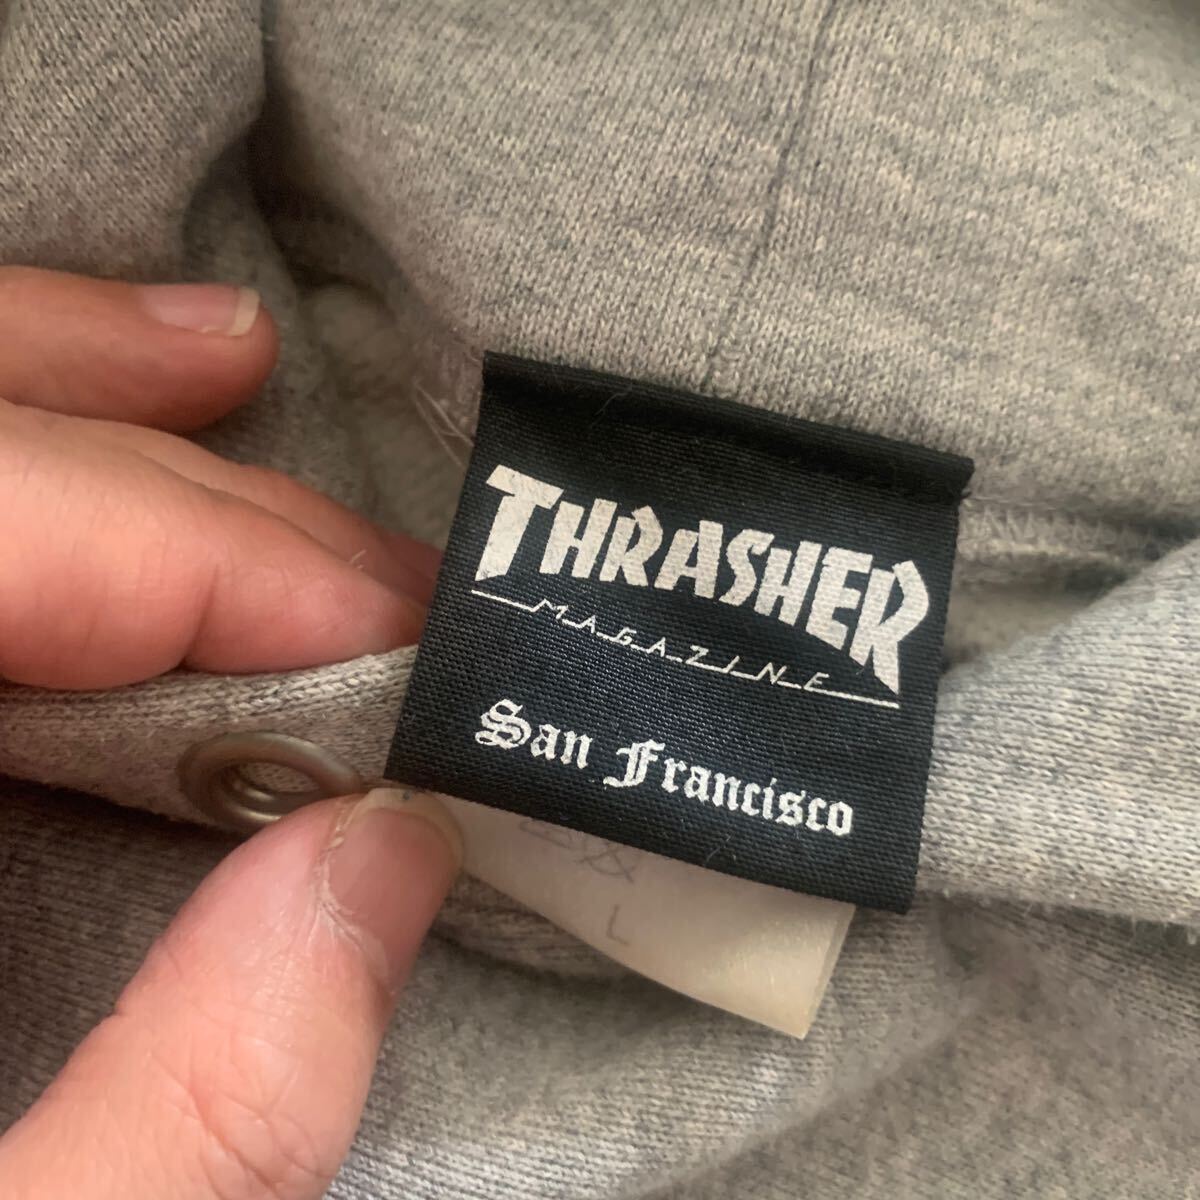 THRASHER
MAGAZINE
San Francisco
L